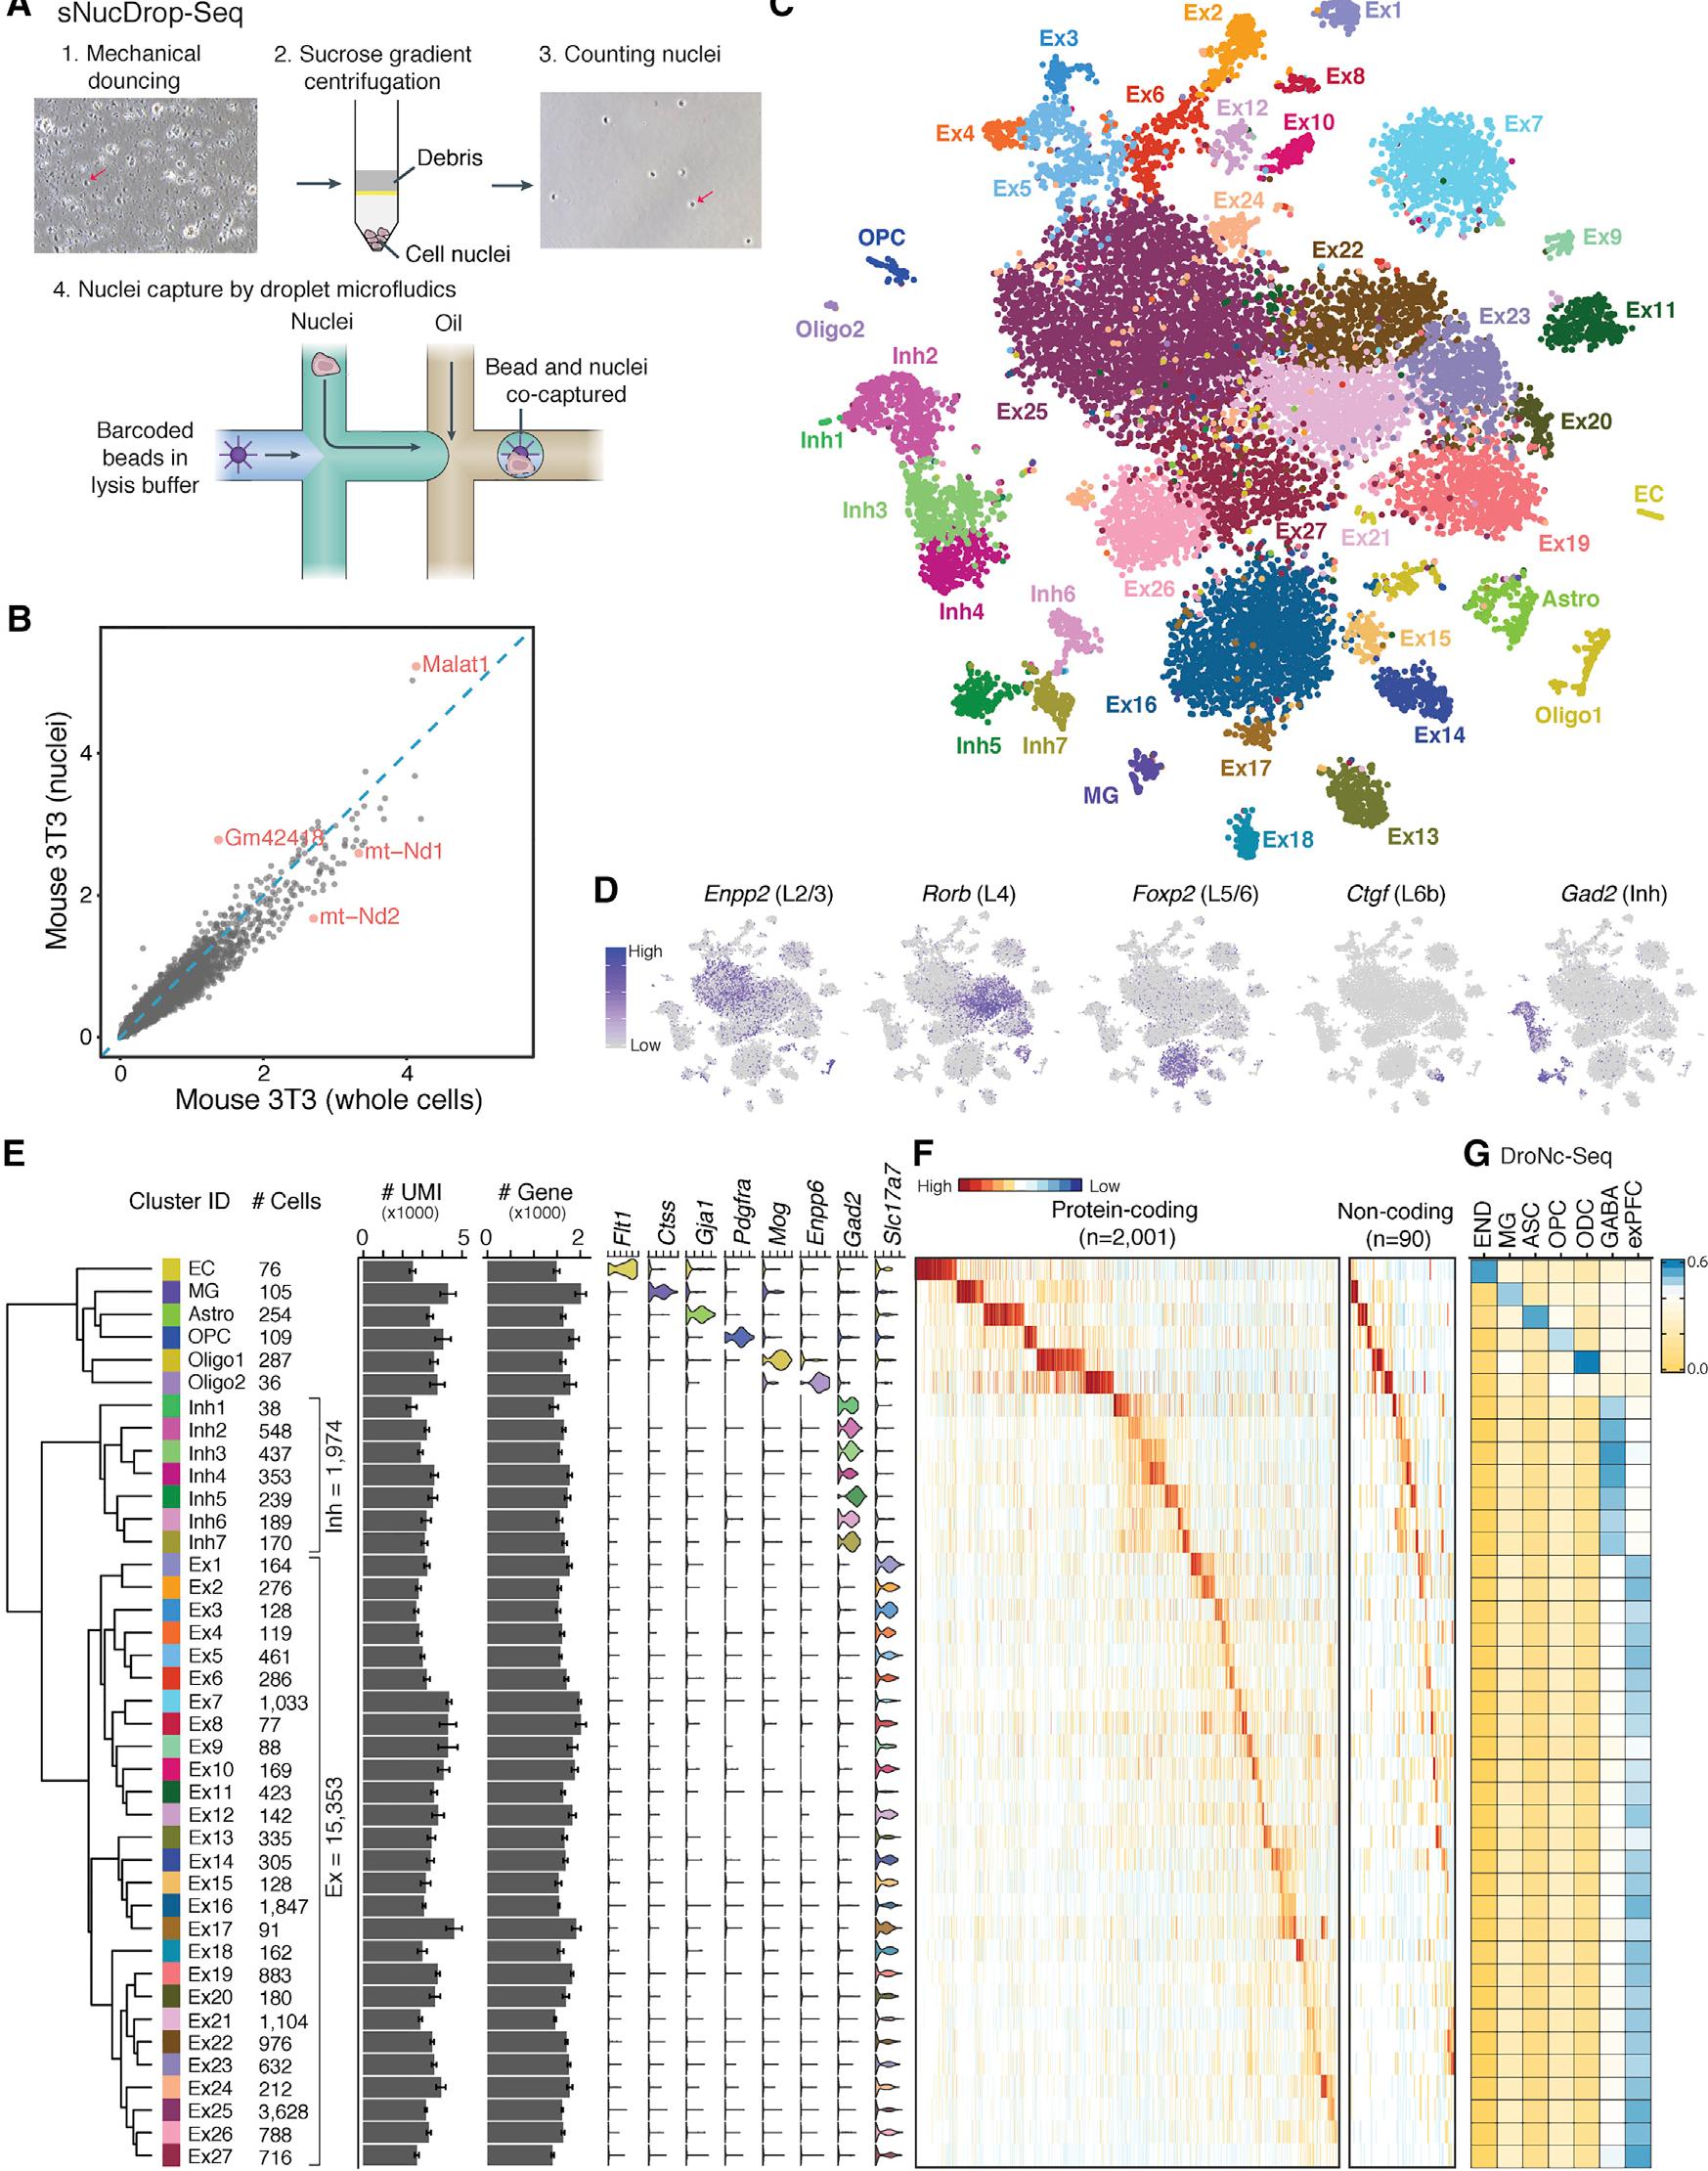 A
sNucDrop-Seq
1. Mechanical
douncing
2. Sucrose gradient
centrifugation
3. Counting nuclei
Debris
Cell nuclei
4. Nuclei capture by droplet microfludics
Nuclei
Oil
Bead and nuclei
co-captured
Barcoded
beads in
lysis buffer
B
Mouse 3T3 (nuclei)
4
2
0
Malat1
Gm42418
mt-Nd1
mt-Nd2
0
2
4
Mouse 3T3 (whole cells)
C
Ex1
Ex2
Ex3
Ex8
Ex6
Ex12
Ex10
Ex7
Ex4
Ex5
Ex24
OPC
Ex22
Ex9
Oligo2
Ex23
Ex11
Inh2
Ex25
Ex20
Inh1
Inh3
EC
Ex27
Ex21
Ex19
Ex26
Inh4
Inh6
Astro
Ex15
Ex16
Oligo1
Ex14
Inh5
Inh7
Ex17
MG
Ex18
Ex13
D
Enpp2 (L2/3)
Rorb (L4)
Foxp2 (L5/6)
Ctgf (L6b)
Gad2 (Inh)
High
Low
E
Cluster ID
# Cells
# UMI
(x1000)
# Gene
(x1000)
0
5
0
2
Flt1
Ctss
Gja1
Pdgfra
Mog
Enpp6
Gad2
Slc17a7
EC 76
MG 105
Astro 254
OPC 109
Oligo1 287
Oligo2 36
Inh1 38
Inh2 548
Inh3 437
Inh4 353
Inh5 239
Inh6 189
Inh7 170
Ex1 164
Ex2 276
Ex3 128
Ex4 119
Ex5 461
Ex6 286
Ex7 1,033
Ex8 77
Ex9 88
Ex10 169
Ex11 423
Ex12 142
Ex13 335
Ex14 305
Ex15 128
Ex16 1,847
Ex17 91
Ex18 162
Ex19 883
Ex20 180
Ex21 1,104
Ex22 976
Ex23 632
Ex24 212
Ex25 3,628
Ex26 788
Ex27 716
Inh = 1,974
Ex = 15,353
F
High
Low
Protein-coding
(n=2,001)
Non-coding
(n=90)
G
DroNc-Seq
END
MG
ASC
OPC
ODC
GABA
exPFC
0.6
0.0